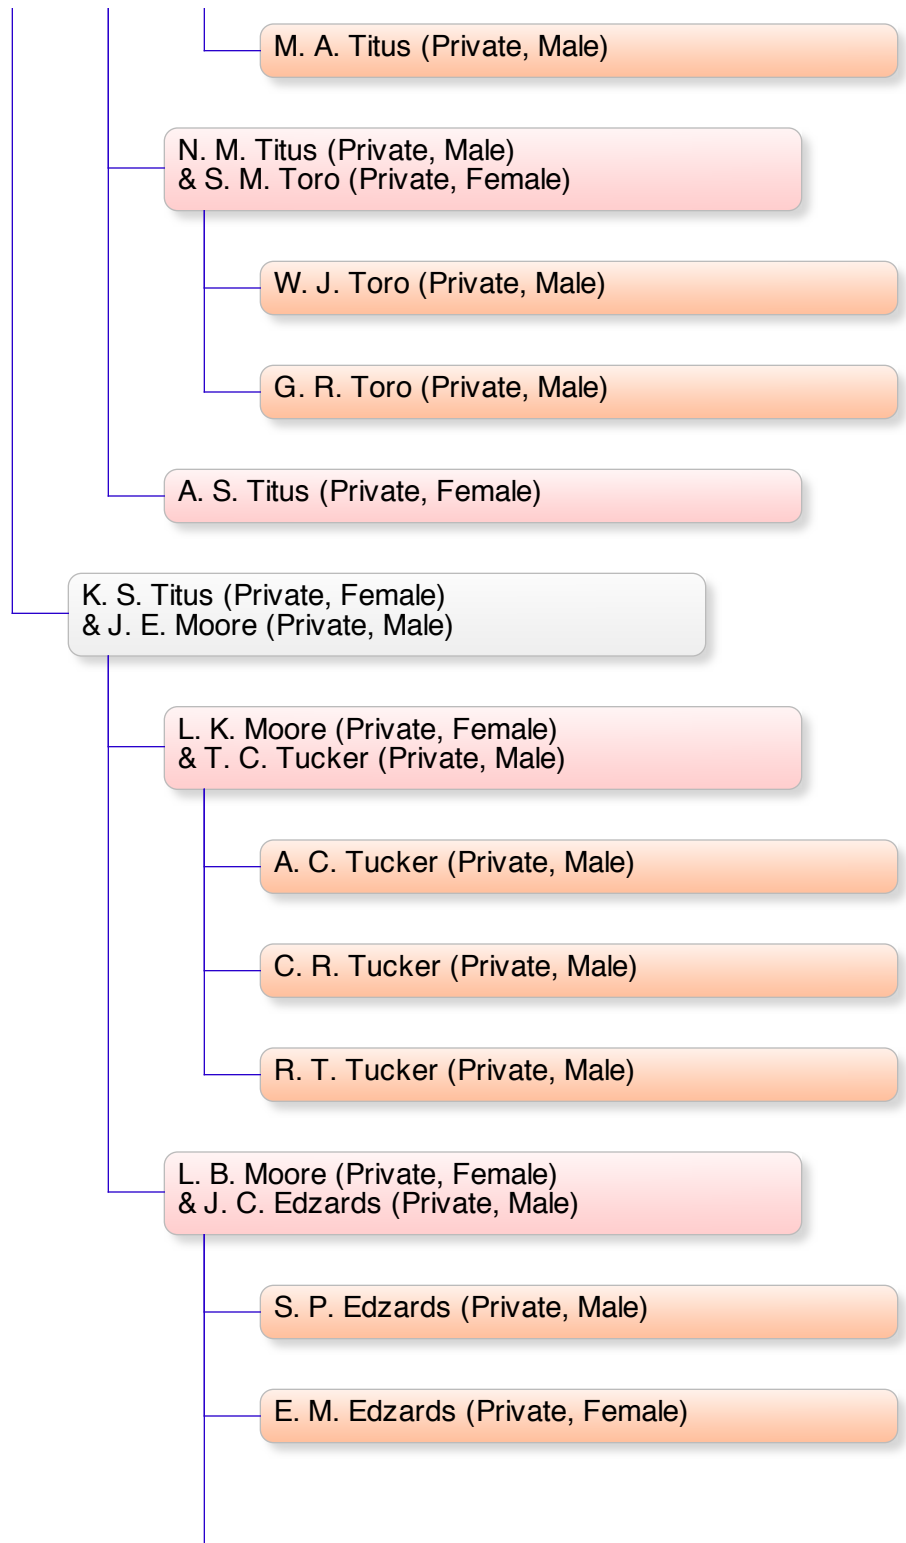 M. A. Titus (Private, Male)
N. M. Titus (Private, Male)
& S. M. Toro (Private, Female)
W. J. Toro (Private, Male)
G. R. Toro (Private, Male)
A. S. Titus (Private, Female)
K. S. Titus (Private, Female)
& J. E. Moore (Private, Male)
L. K. Moore (Private, Female)
& T. C. Tucker (Private, Male)
A. C. Tucker (Private, Male)
C. R. Tucker (Private, Male)
R. T. Tucker (Private, Male)
L. B. Moore (Private, Female)
& J. C. Edzards (Private, Male)
S. P. Edzards (Private, Male)
E. M. Edzards (Private, Female)